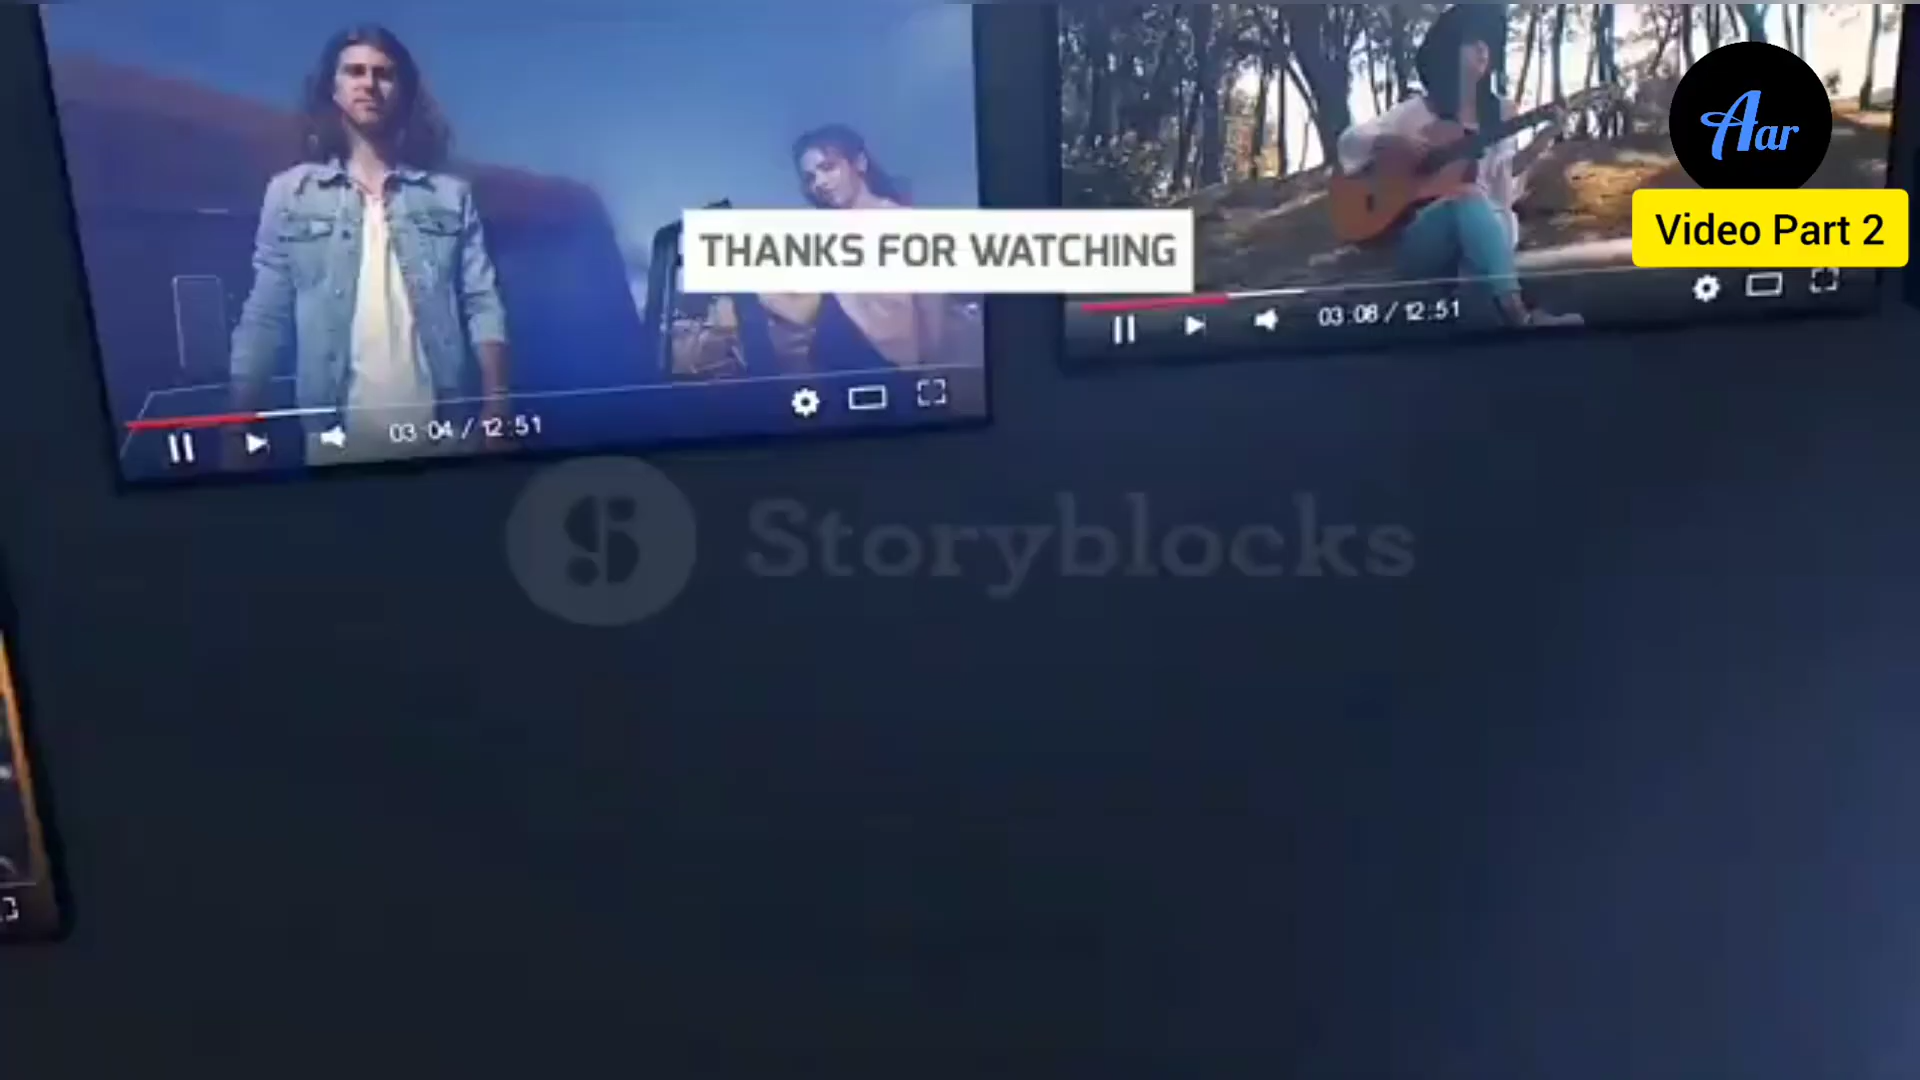 Aar
Video Part 2
THANKS FOR WATCHING
03:08 / 12:51
03:04 / 12:51
Storyblocks